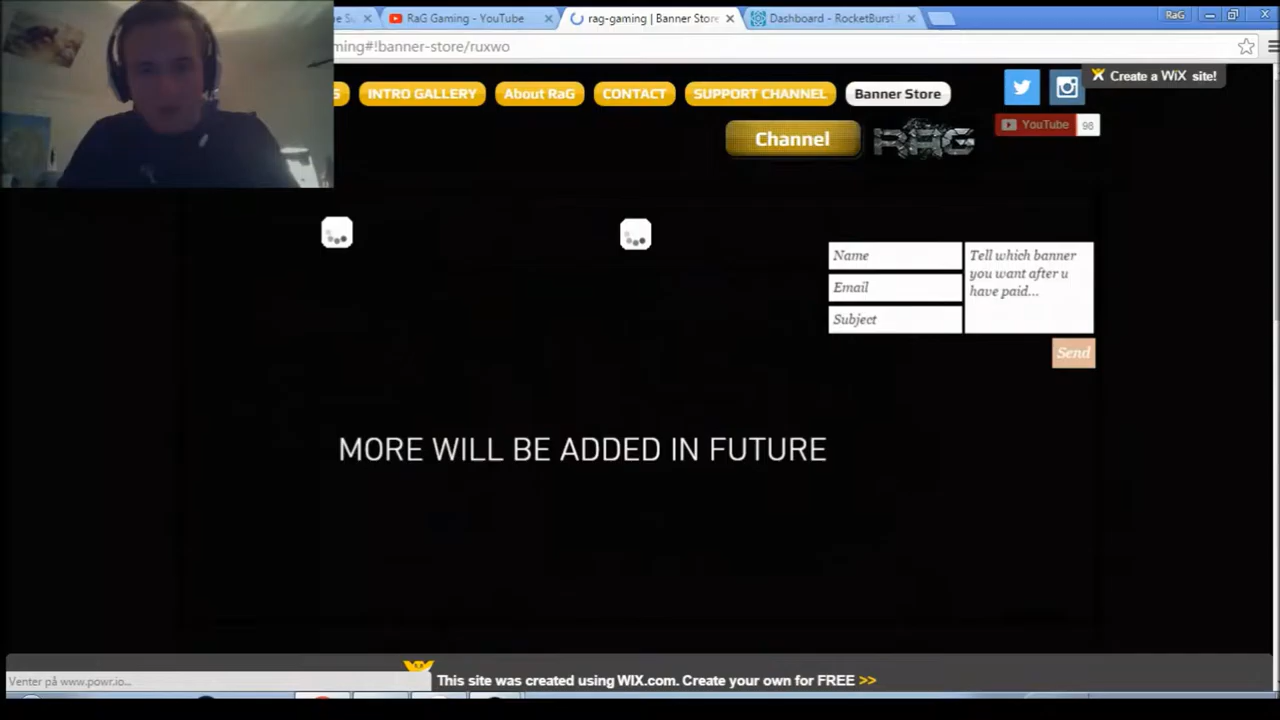 RaG Gaming - YouTube
rag-gaming | Banner Store
Dashboard - RocketBurst
RaG
ming#!banner-store/ruxwo
INTRO GALLERY
About RaG
CONTACT
SUPPORT CHANNEL
Banner Store
Create a WiX site!
Channel
RAG
YouTube
98
Name
Tell which banner
you want after u
have paid...
Email
Subject
Send
MORE WILL BE ADDED IN FUTURE
Venter på www.powr.io...
This site was created using WIX.com. Create your own for FREE >>